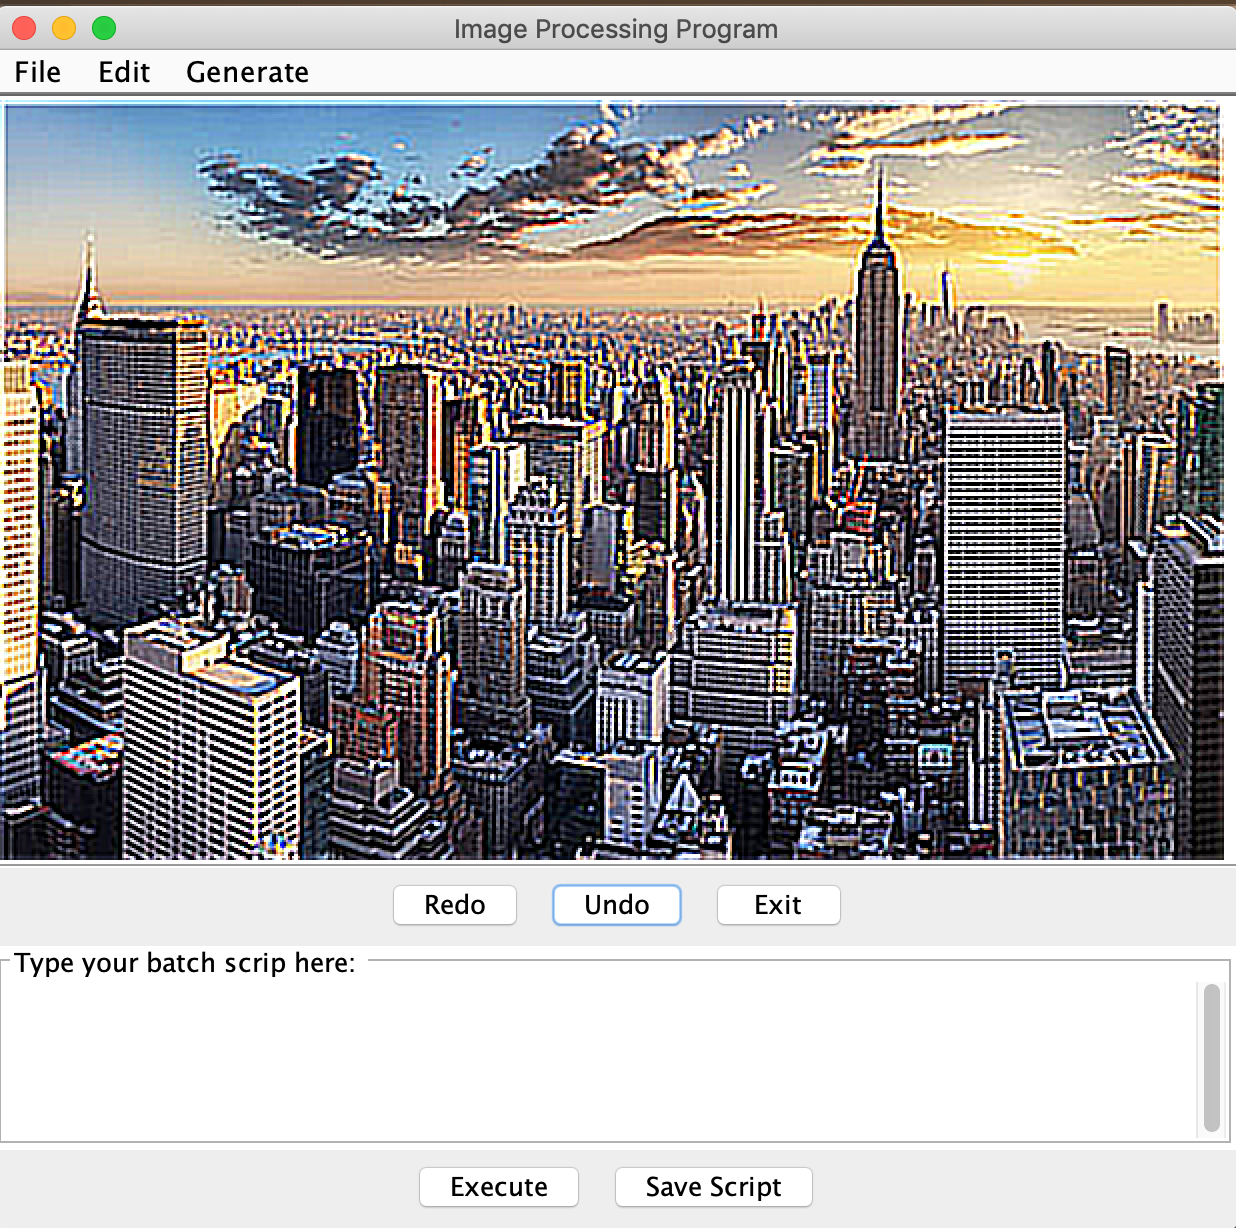 Image Processing Program
File Edit Generate
Redo Undo Exit
Type your batch scrip here:
Execute Save Script